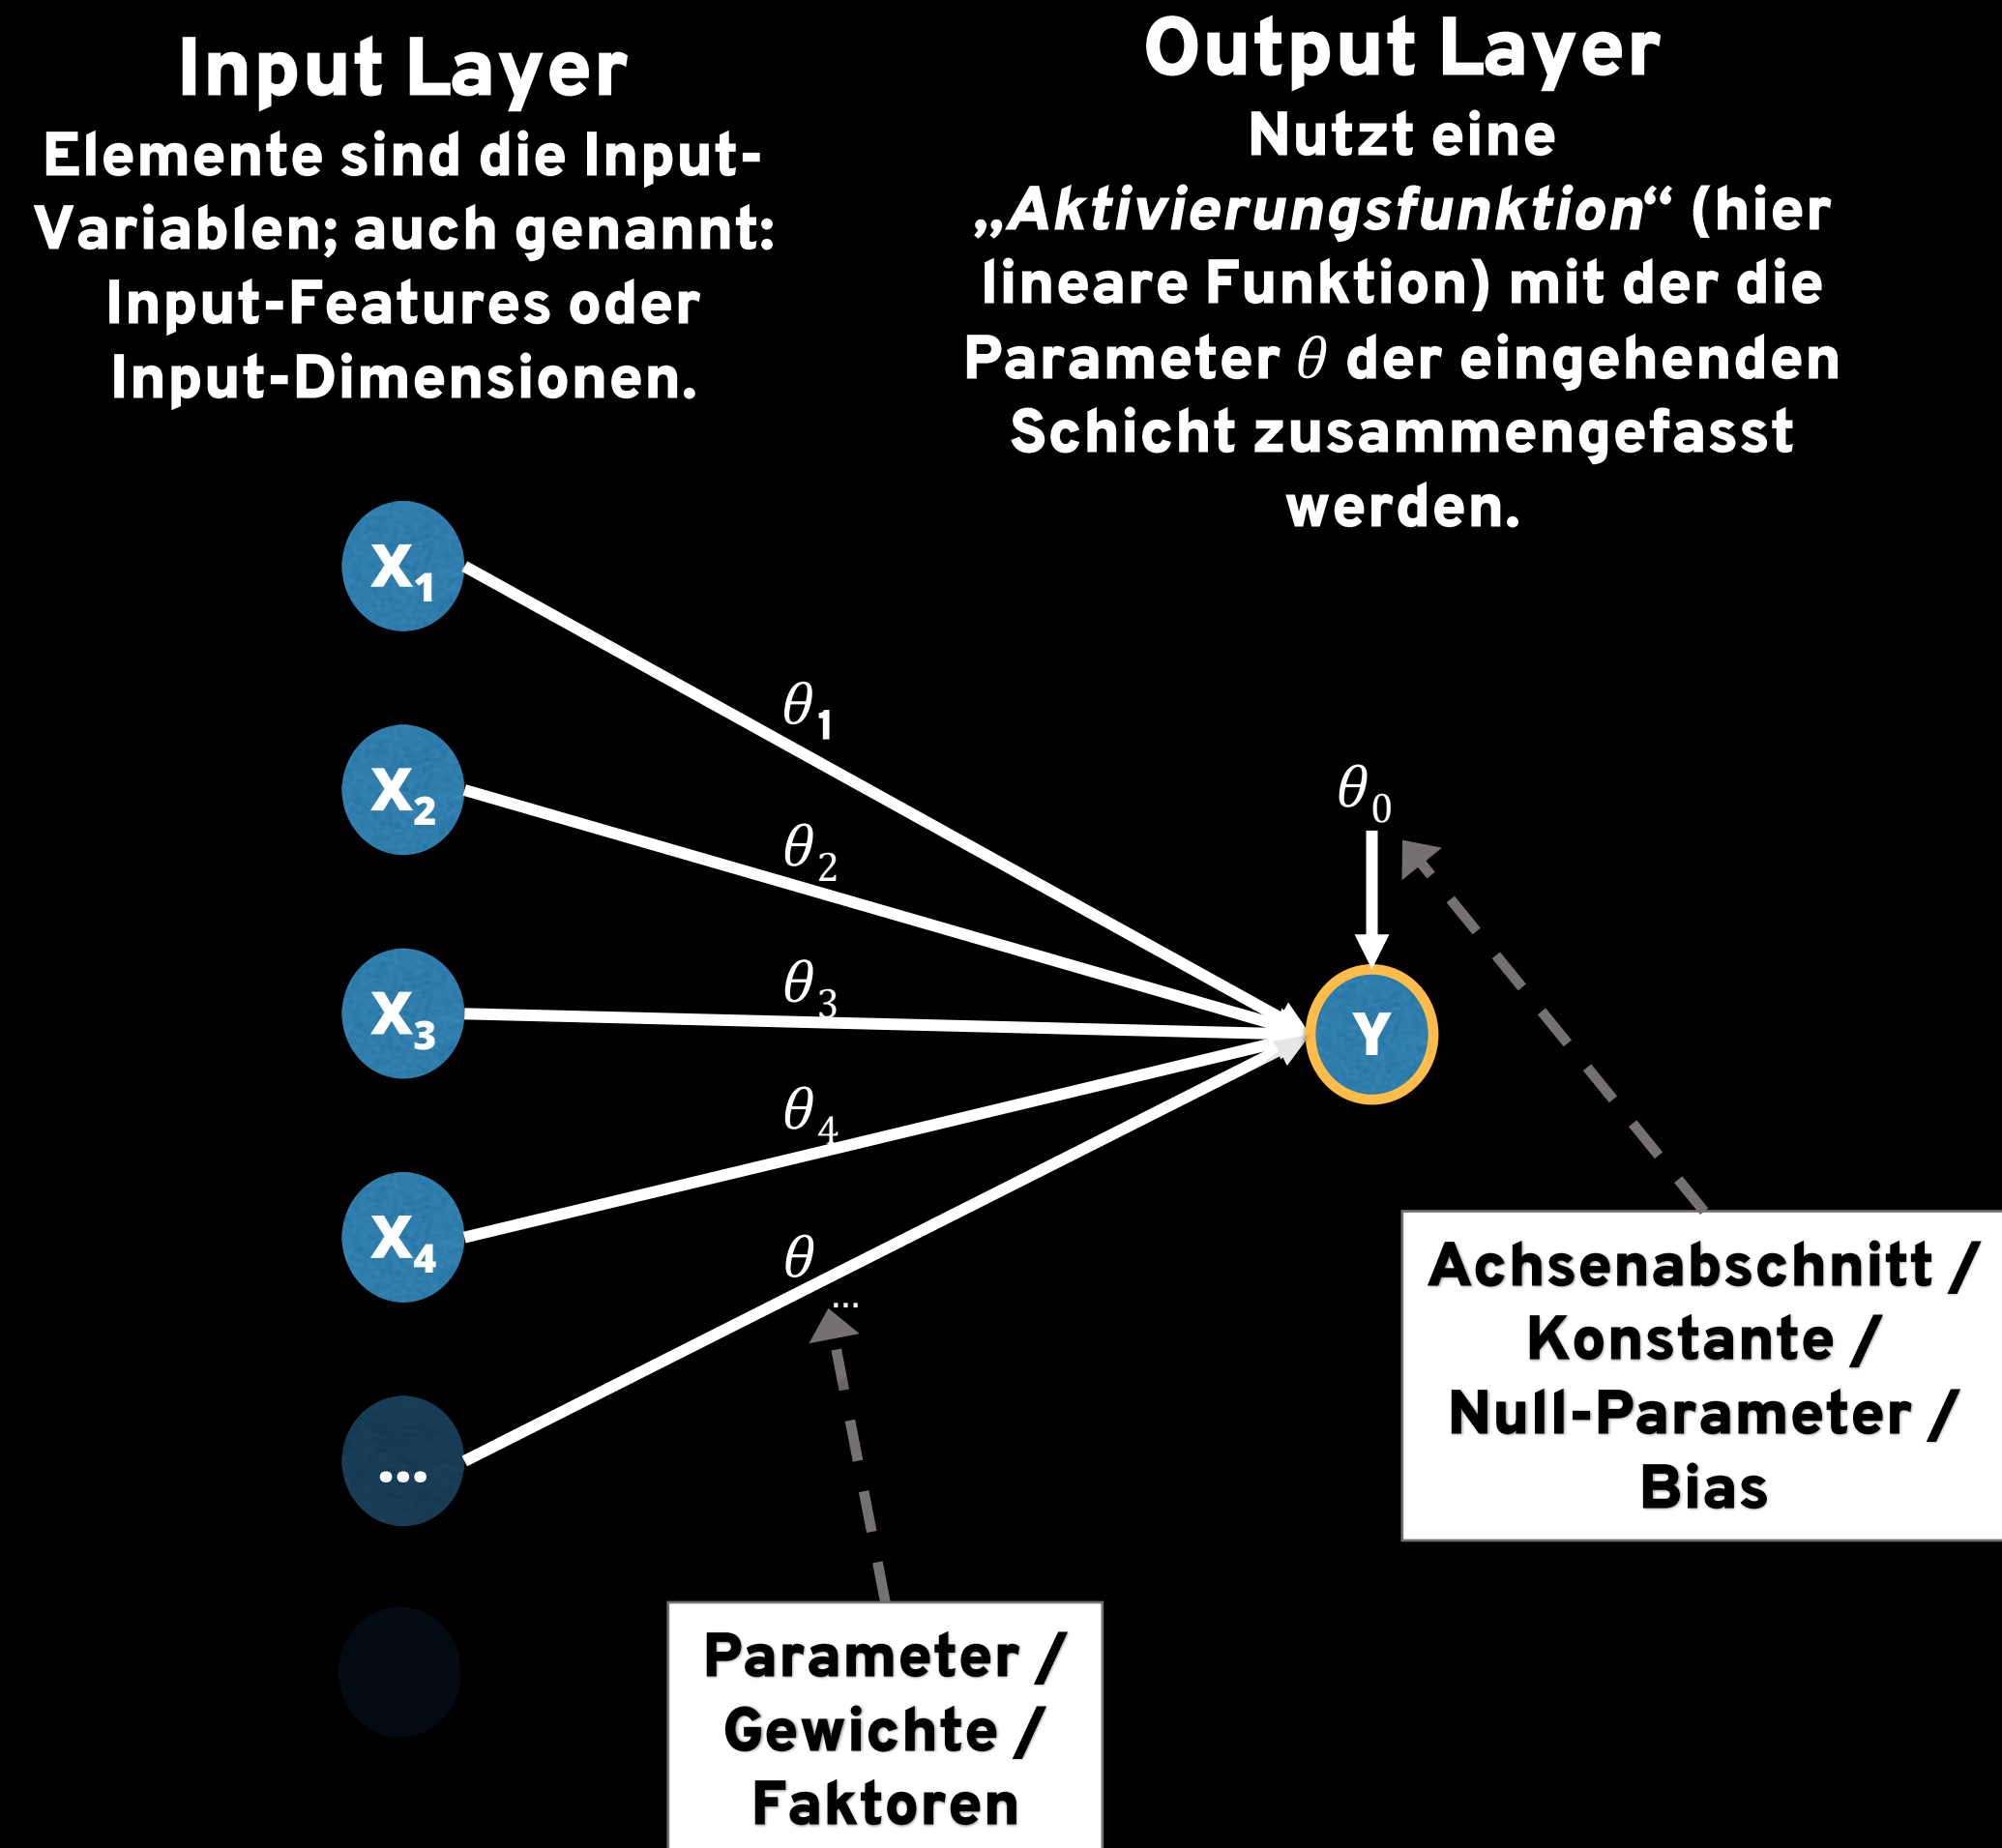 Input Layer
Elemente sind die Input-
Variablen; auch genannt:
Input-Features oder
Input-Dimensionen.
Output Layer
Nutzt eine
„Aktivierungsfunktion“ (hier
lineare Funktion) mit der die
Parameter θ der eingehenden
Schicht zusammengefasst
werden.
X₁
X₂
X₃
X₄
...
θ₁
θ₂
θ₃
θ₄
θ...
θ₀
Y
Achsenabschnitt /
Konstante /
Null-Parameter /
Bias
Parameter /
Gewichte /
Faktoren